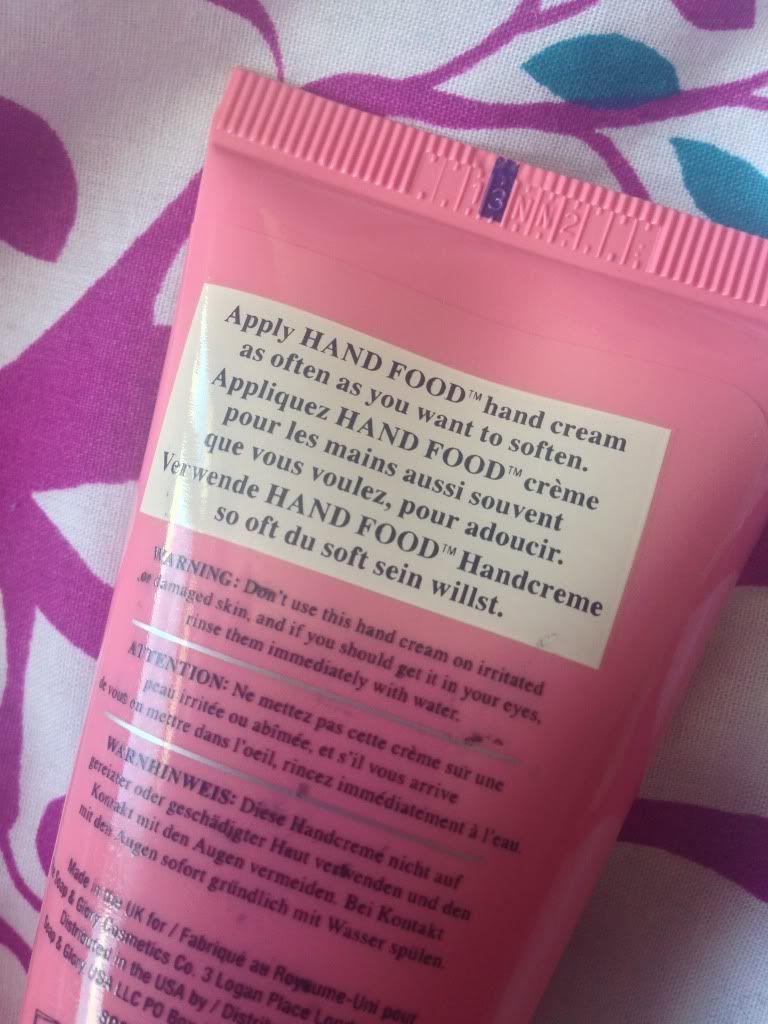 3NN2
Apply HAND FOOD™ hand cream
as often as you want to soften.
Appliquez HAND FOOD™ crème
pour les mains aussi souvent
que vous voulez, pour adoucir.
Verwende HAND FOOD™ Handcreme
so oft du soft sein willst.
WARNING: Don't use this hand cream on irritated
or damaged skin, and if you should get it in your eyes,
rinse them immediately with water.
ATTENTION: Ne mettez pas cette crème sur une
peau irritée ou abîmée, et s'il vous arrive
de vous en mettre dans l'oeil, rincez immédiatement à l'eau.
WARNHINWEIS: Diese Handcreme nicht auf
gereizter oder geschädigter Haut verwenden und den
Kontakt mit den Augen vermeiden. Bei Kontakt
mit den Augen sofort gründlich mit Wasser spülen.
Made in the UK for / Fabriqué au Royaume-Uni pour
Soap & Glory Cosmetics Co. 3 Logan Place
Distributed in the USA by /
Soap & Glory USA LLC PO